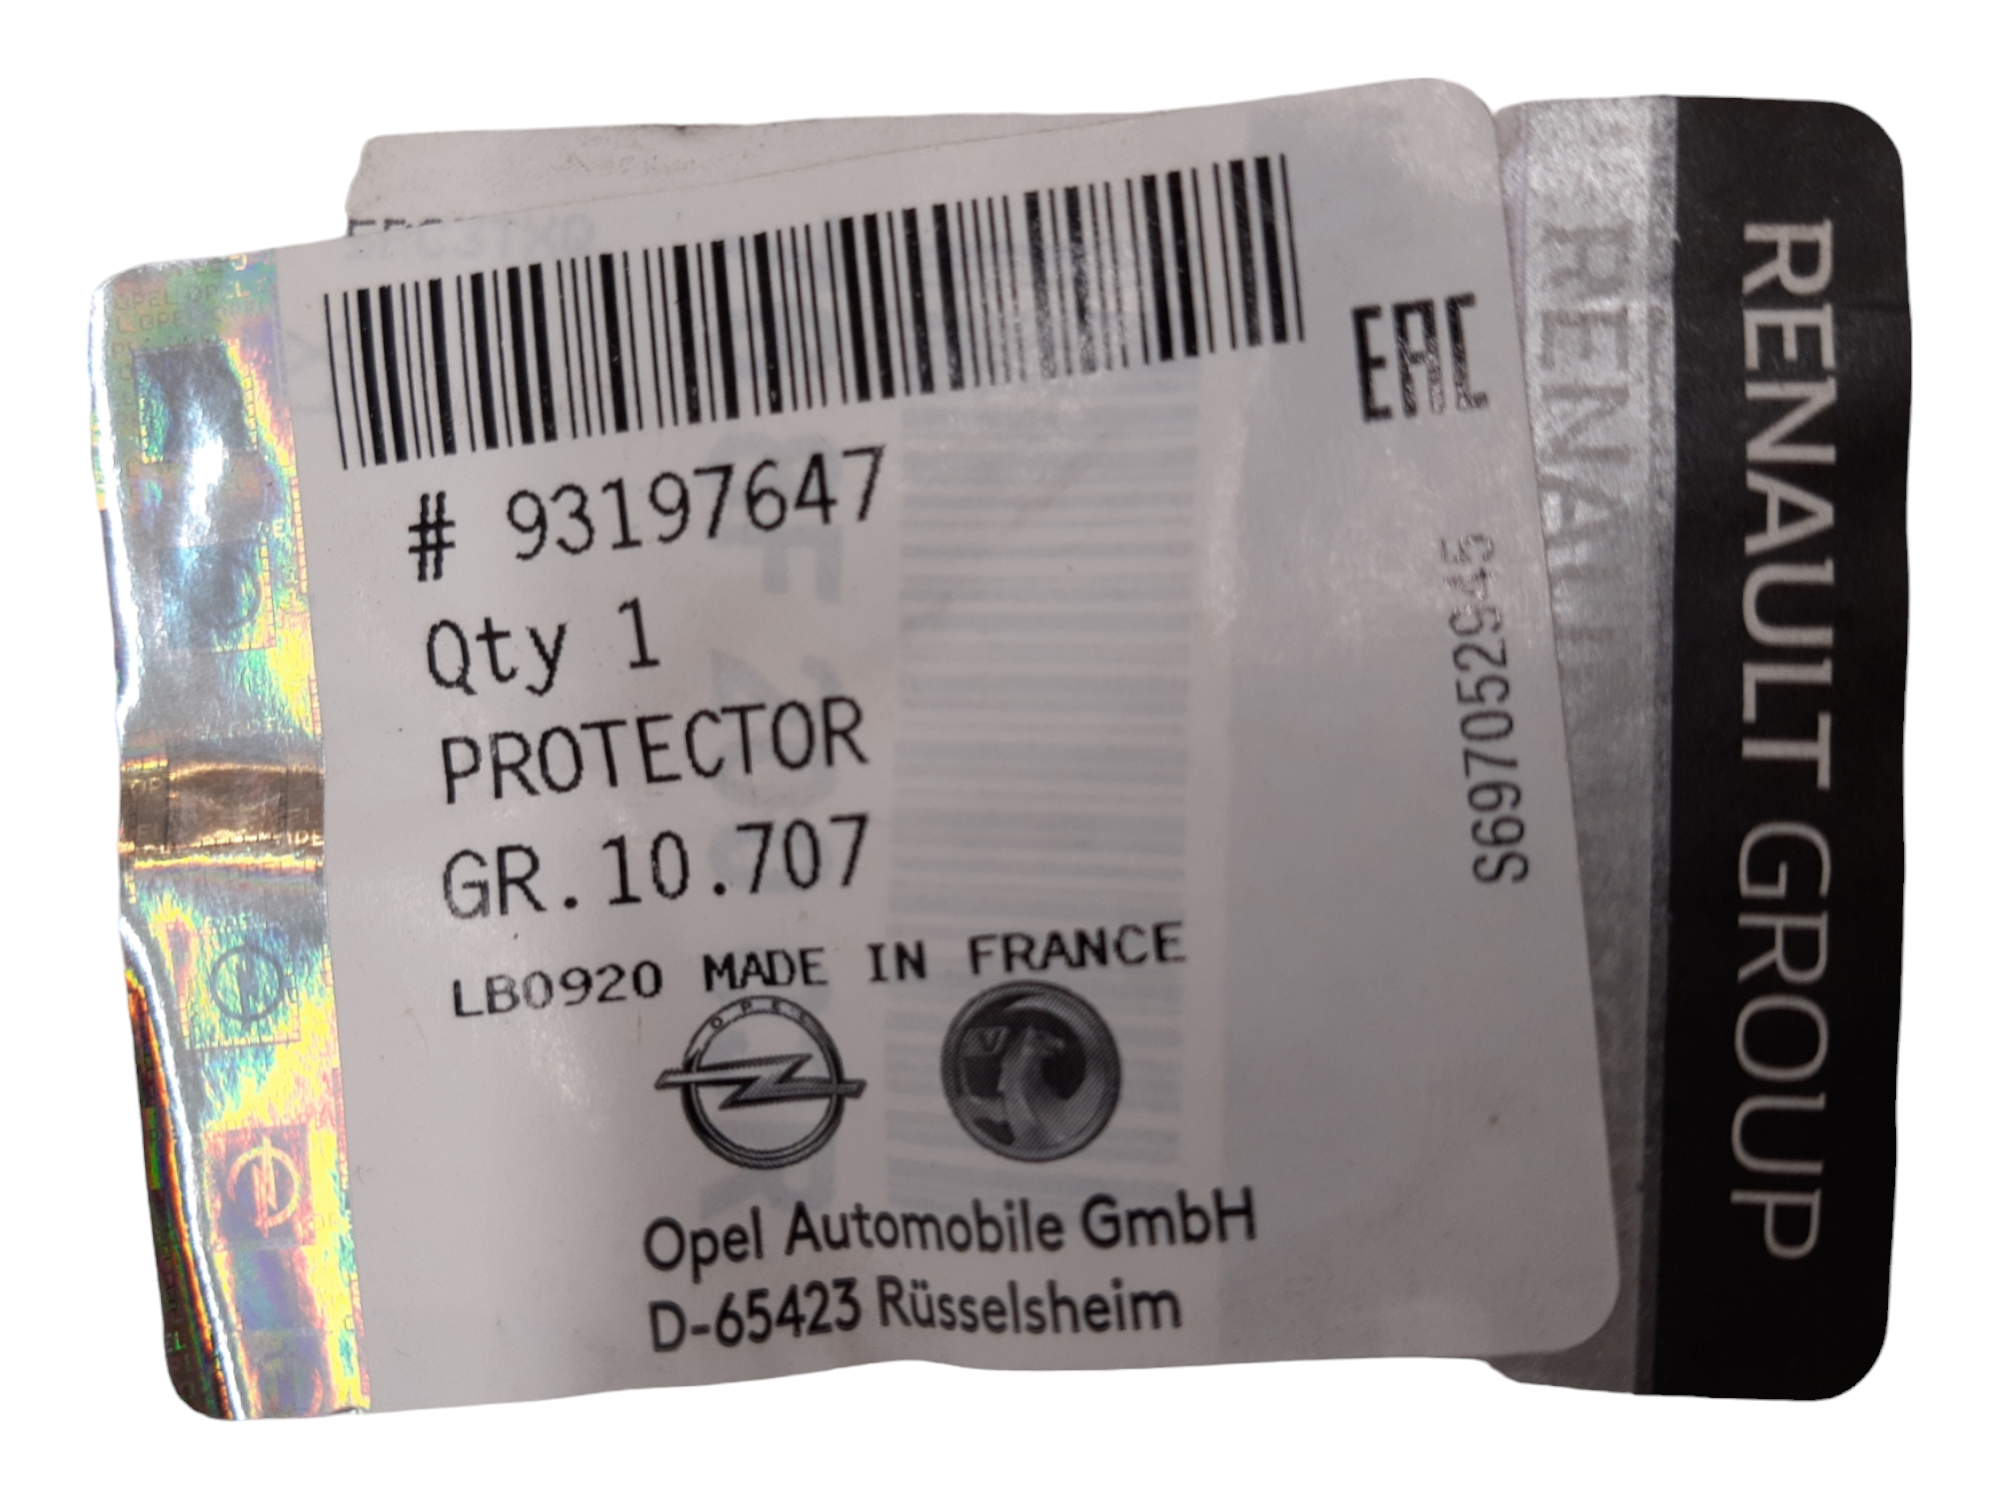 # 93197647
Qty 1
PROTECTOR
GR.10.707
LB0920 MADE IN FRANCE
OPEL
V
Opel Automobile GmbH
D-65423 Rüsselsheim
EAC
RENAULT GROUP